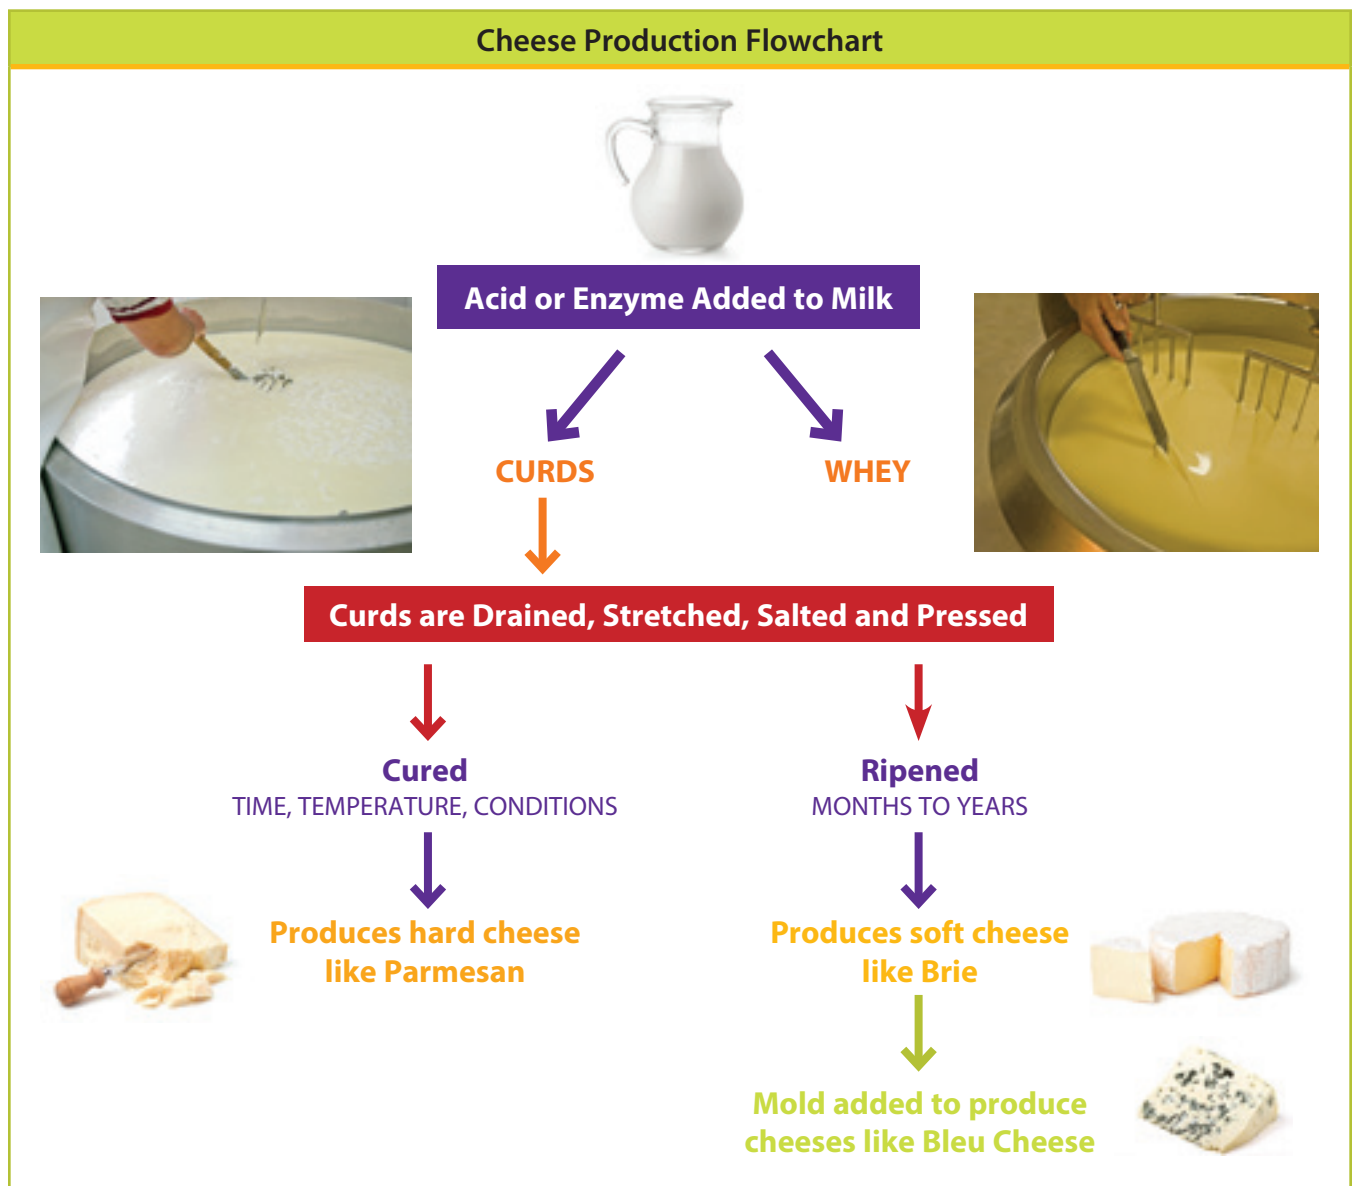 Cheese Production Flowchart
Acid or Enzyme Added to Milk
CURDS
WHEY
Curds are Drained, Stretched, Salted and Pressed
Cured
TIME, TEMPERATURE, CONDITIONS
Ripened
MONTHS TO YEARS
Produces hard cheese
like Parmesan
Produces soft cheese
like Brie
Mold added to produce
cheeses like Bleu Cheese